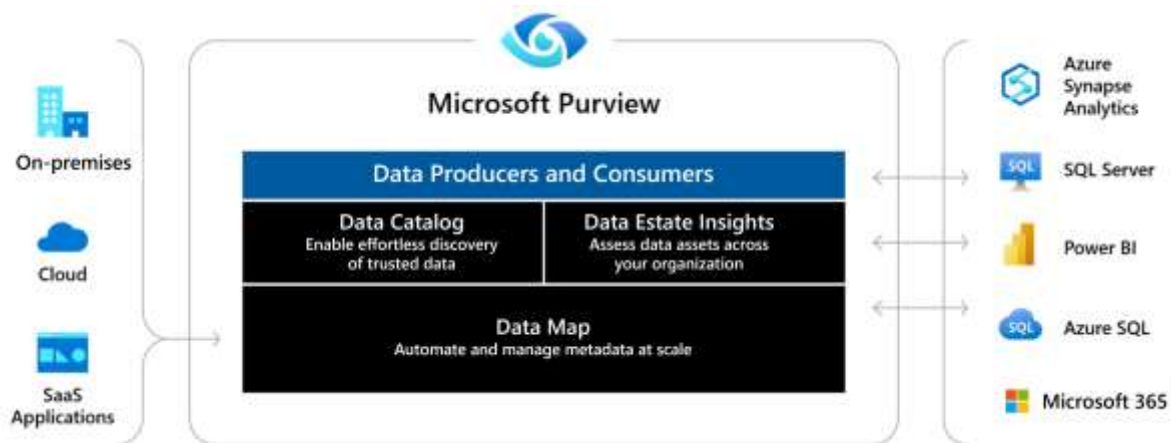 On-premises
Cloud
SaaS
Applications
Microsoft Purview
Data Producers and Consumers
Data Catalog
Enable effortless discovery
of trusted data
Data Estate Insights
Assess data assets across
your organization
Data Map
Automate and manage metadata at scale
Azure
Synapse
Analytics
SQL
SQL Server
Power BI
SQL
Azure SQL
Microsoft 365